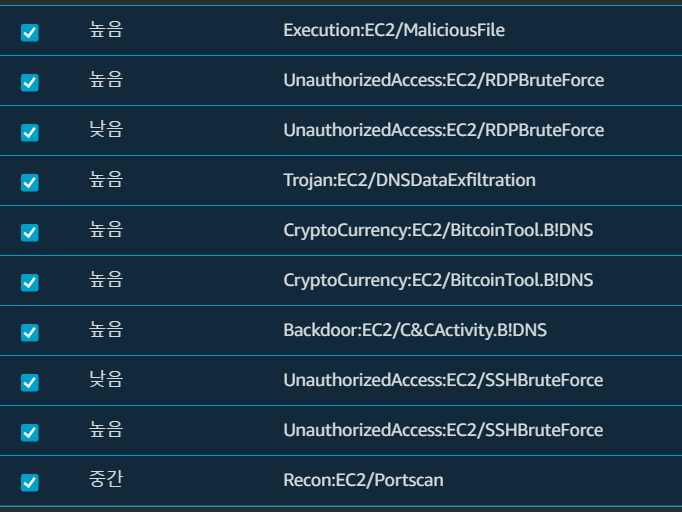 높음 Execution:EC2/MaliciousFile
높음 UnauthorizedAccess:EC2/RDPBruteForce
낮음 UnauthorizedAccess:EC2/RDPBruteForce
높음 Trojan:EC2/DNSDataExfiltration
높음 CryptoCurrency:EC2/BitcoinTool.B!DNS
높음 CryptoCurrency:EC2/BitcoinTool.B!DNS
높음 Backdoor:EC2/C&CActivity.B!DNS
낮음 UnauthorizedAccess:EC2/SSHBruteForce
높음 UnauthorizedAccess:EC2/SSHBruteForce
중간 Recon:EC2/Portscan